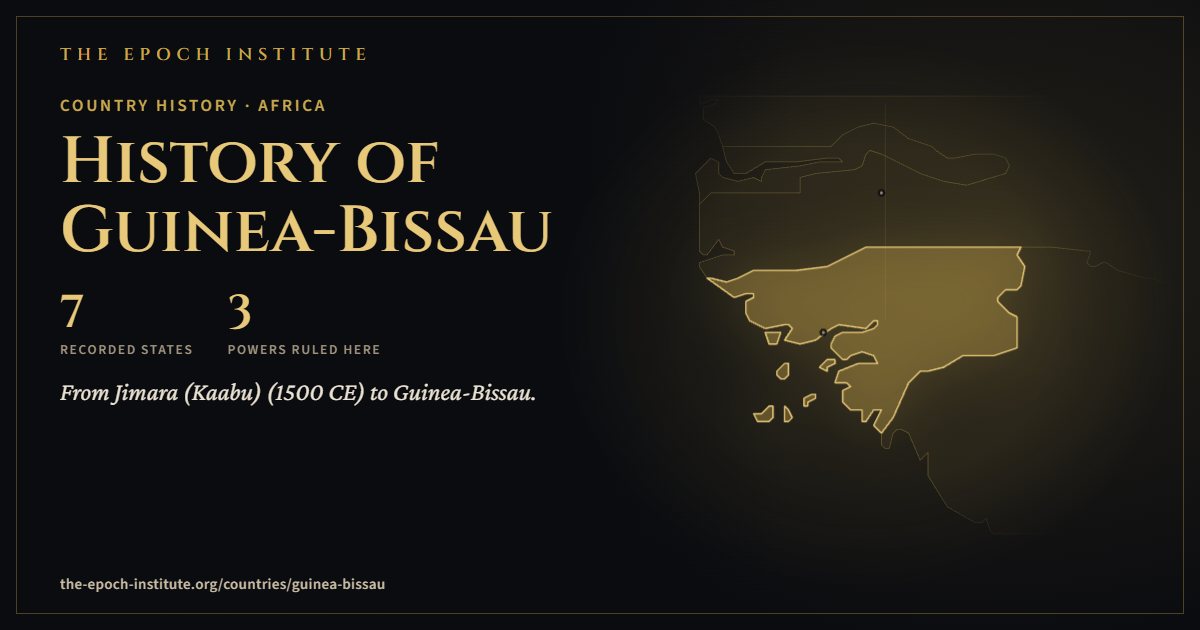 THE EPOCH INSTITUTE
COUNTRY HISTORY · AFRICA
History of
Guinea-Bissau
7
3
RECORDED STATES
POWERS RULED HERE
From Jimara (Kaabu) (1500 CE) to Guinea-Bissau.
the-epoch-institute.org/countries/guinea-bissau